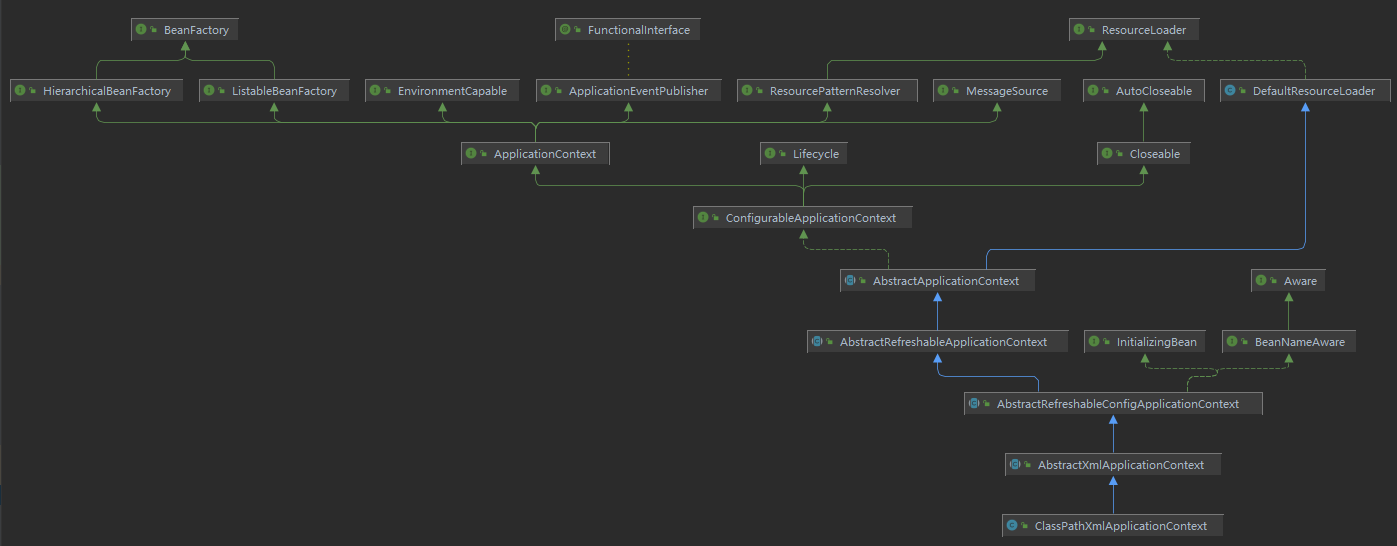 BeanFactory
FunctionalInterface
ResourceLoader
HierarchicalBeanFactory
ListableBeanFactory
EnvironmentCapable
ApplicationEventPublisher
ResourcePatternResolver
MessageSource
AutoCloseable
DefaultResourceLoader
ApplicationContext
Lifecycle
Closeable
ConfigurableApplicationContext
AbstractApplicationContext
Aware
AbstractRefreshableApplicationContext
InitializingBean
BeanNameAware
AbstractRefreshableConfigApplicationContext
AbstractXmlApplicationContext
ClassPathXmlApplicationContext